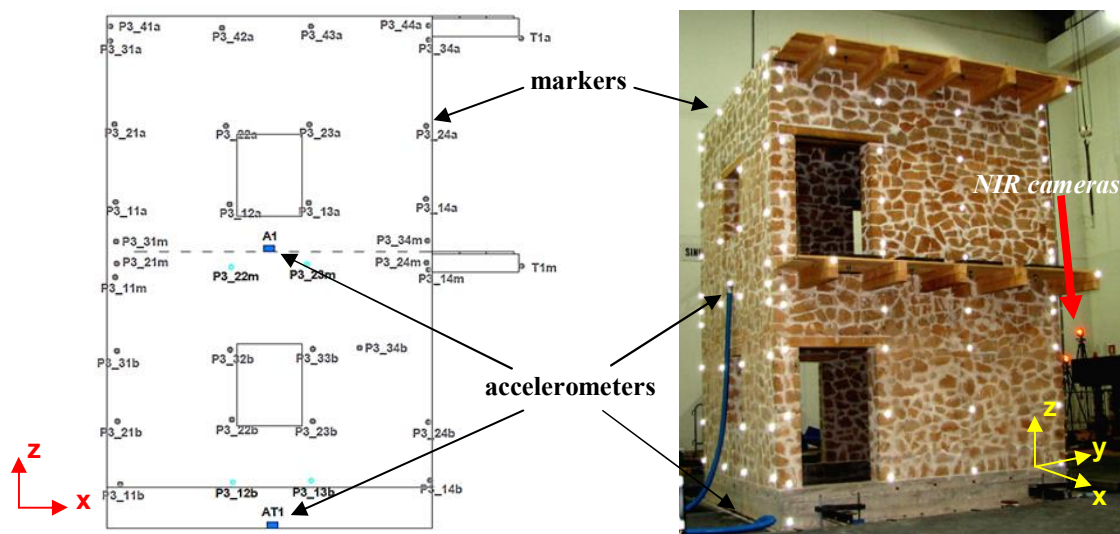 P3_41a
P3_42a
P3_43a
P3_44a
P3_31a
P3_34a
T1a
markers
P3_21a
P3_22a
P3_23a
P3_24a
P3_11a
P3_12a
P3_13a
P3_14a
NIR cameras
A1
P3_31m
P3_34m
P3_21m
P3_22m
P3_23m
P3_24m
T1m
P3_11m
P3_14m
P3_31b
P3_32b
P3_33b
P3_34b
accelerometers
P3_21b
P3_22b
P3_23b
P3_24b
z
x
P3_11b
P3_12b
P3_13b
P3_14b
AT1
z
y
x